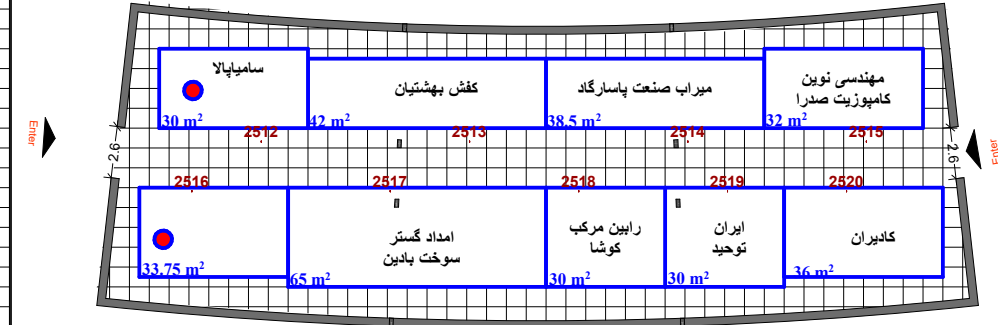 سامیاپالا
کفش بهشتیان
میراب صنعت پاسارگاد
مهندسی نوین
کامپوزیت صدرا
30 m²
42 m²
38.5 m²
32 m²
2512
2513
2514
2515
Enter
2.6
2.6
Enter
2516
2517
2518
2519
2520
امداد گستر
سوخت بادین
رابین مرکب
کوشا
ایران
توحید
کادیران
33.75 m²
65 m²
30 m²
30 m²
36 m²